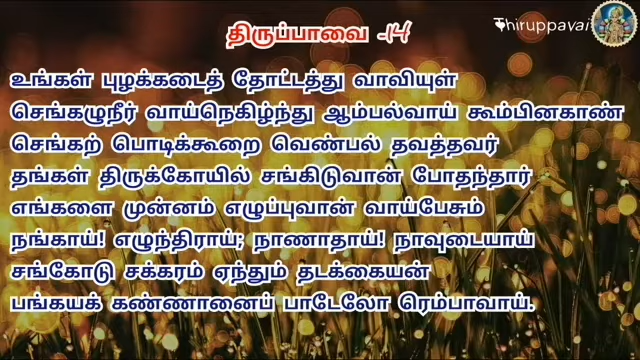 திருப்பாவை -14
Thiruppavai
உங்கள் புழக்கடைத் தோட்டத்து வாவியுள்
செங்கழுநீர் வாய்நெகிழ்ந்து ஆம்பல்வாய் கூம்பினகாண்
செங்கற் பொடிக்கூறை வெண்பல் தவத்தவர்
தங்கள் திருக்கோயில் சங்கிடுவான் போதந்தார்
எங்களை முன்னம் எழுப்புவான் வாய்பேசும்
நங்காய்! எழுந்திராய்; நாணாதாய்! நாவுடையாய்
சங்கோடு சக்கரம் ஏந்தும் தடக்கையன்
பங்கயக் கண்ணானைப் பாடேலோ ரெம்பாவாய்.